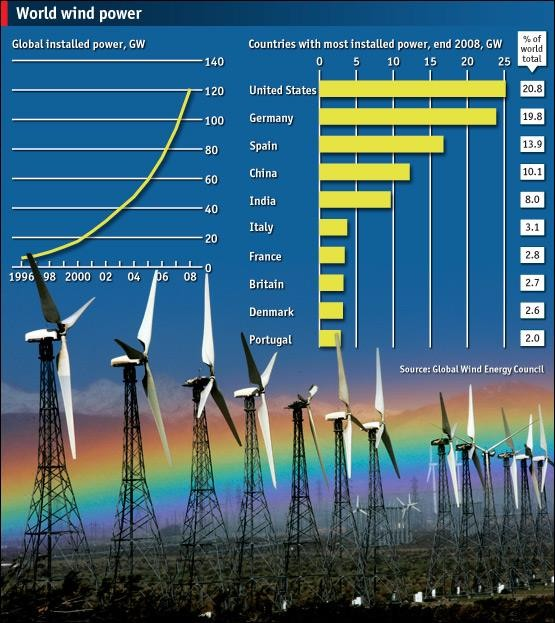 World wind power
Global installed power, GW
140
120
100
80
60
40
20
0
1996 98 2000 02 04 06 08
Countries with most installed power, end 2008, GW
% of
world
total
0 5 10 15 20 25
United States 20.8
Germany 19.8
Spain 13.9
China 10.1
India 8.0
Italy 3.1
France 2.8
Britain 2.7
Denmark 2.6
Portugal 2.0
Source: Global Wind Energy Council